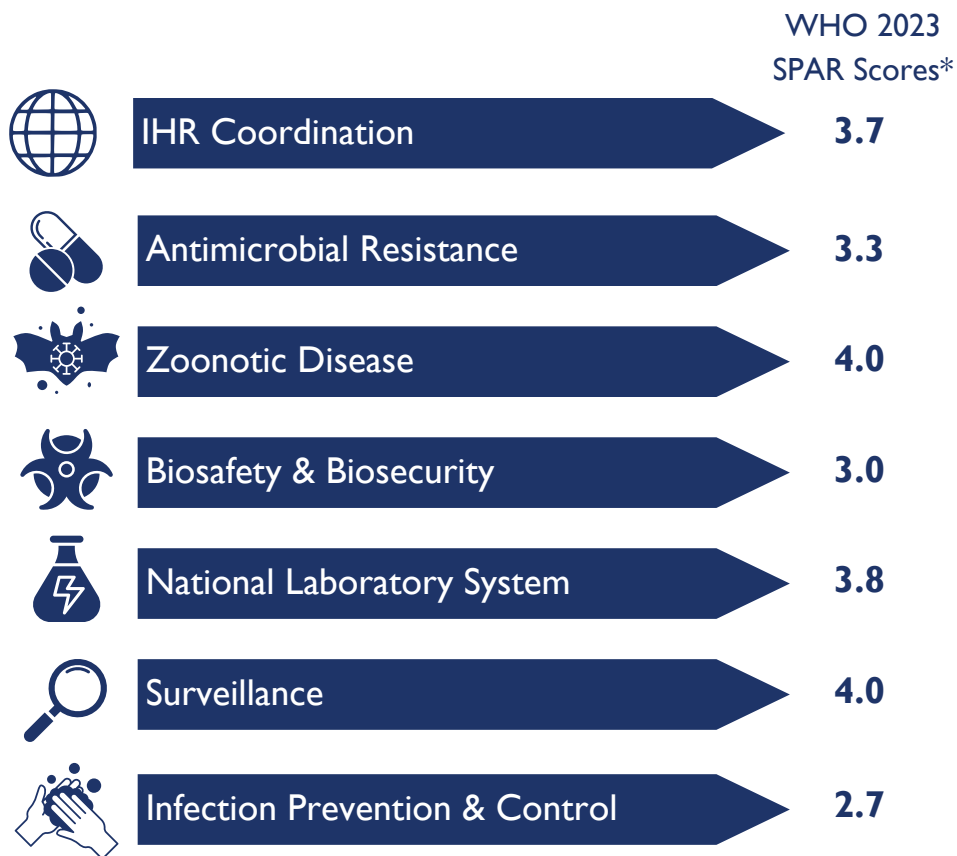 WHO 2023
SPAR Scores*
IHR Coordination 3.7
Antimicrobial Resistance 3.3
Zoonotic Disease 4.0
Biosafety & Biosecurity 3.0
National Laboratory System 3.8
Surveillance 4.0
Infection Prevention & Control 2.7